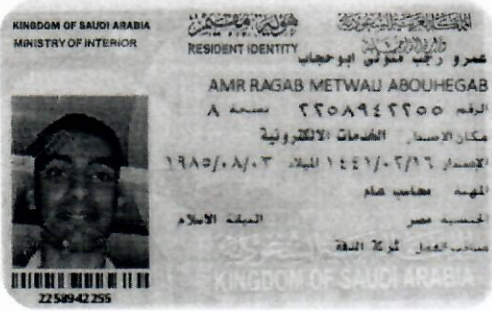 KINGDOM OF SAUDI ARABIA
MINISTRY OF INTERIOR
المملكة العربية السعودية
وزارة الداخلية
هوية مقيم
RESIDENT IDENTITY
عمرو رجب متولى ابوحجاب
AMR RAGAB METWALI ABOUHEGAB
الرقم ٢٢٥٨٩٤٢٢٥٥ نسخة ٨
مكان الاصدار الخدمات الالكترونية
الاصدار ١٤٤١/٠٢/١٦ الميلاد ١٩٨٥/٠٨/٠٣
المهنة محاسب عام
الجنسية مصر الديانة الاسلام
صاحب العمل شركة
KINGDOM OF SAUDI ARABIA
2258942255